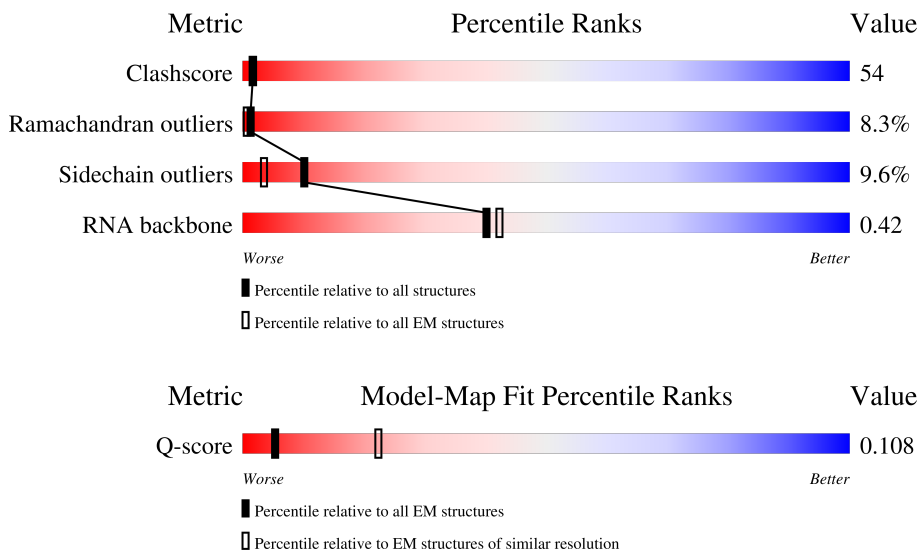 Metric Percentile Ranks Value
Clashscore 54
Ramachandran outliers 8.3%
Sidechain outliers 9.6%
RNA backbone 0.42
Worse Better
Percentile relative to all structures
Percentile relative to all EM structures
Metric Model-Map Fit Percentile Ranks Value
Q-score 0.108
Worse Better
Percentile relative to all EM structures
Percentile relative to EM structures of similar resolution